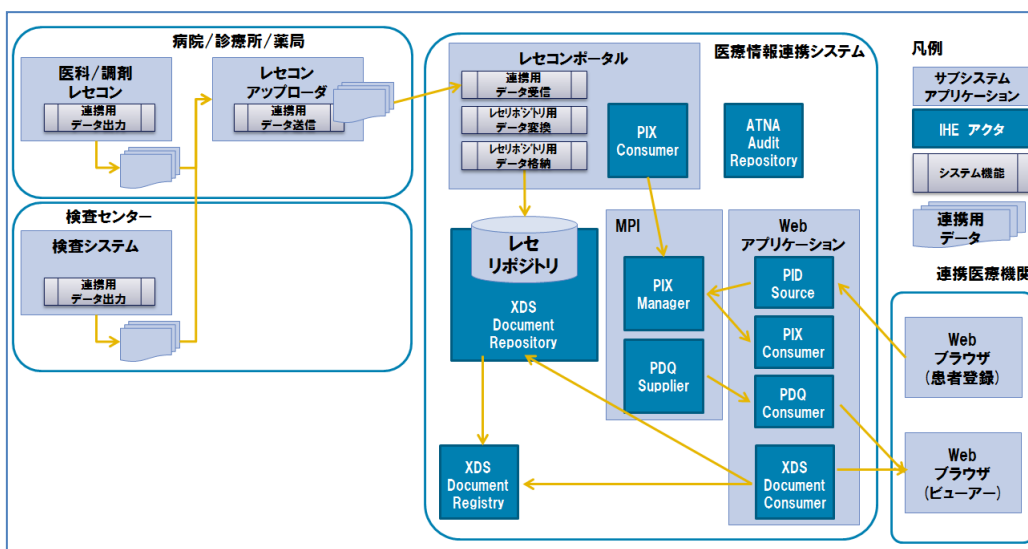 病院/診療所/薬局
医科/調剤
レセコン
連携用
データ出力
レセコン
アップローダ
連携用
データ送信
検査センター
検査システム
連携用
データ出力
医療情報連携システム
レセコンポータル
連携用
データ受信
レセリポジトリ用
データ変換
レセリポジトリ用
データ格納
PIX
Consumer
ATNA
Audit
Repository
レセ
リポジトリ
XDS
Document
Repository
XDS
Document
Registry
MPI
PIX
Manager
PDQ
Supplier
Web
アプリケーション
PID
Source
PIX
Consumer
PDQ
Consumer
XDS
Document
Consumer
凡例
サブシステム
アプリケーション
IHE アクタ
システム機能
連携用
データ
連携医療機関
Web
ブラウザ
(患者登録)
Web
ブラウザ
(ビューアー)